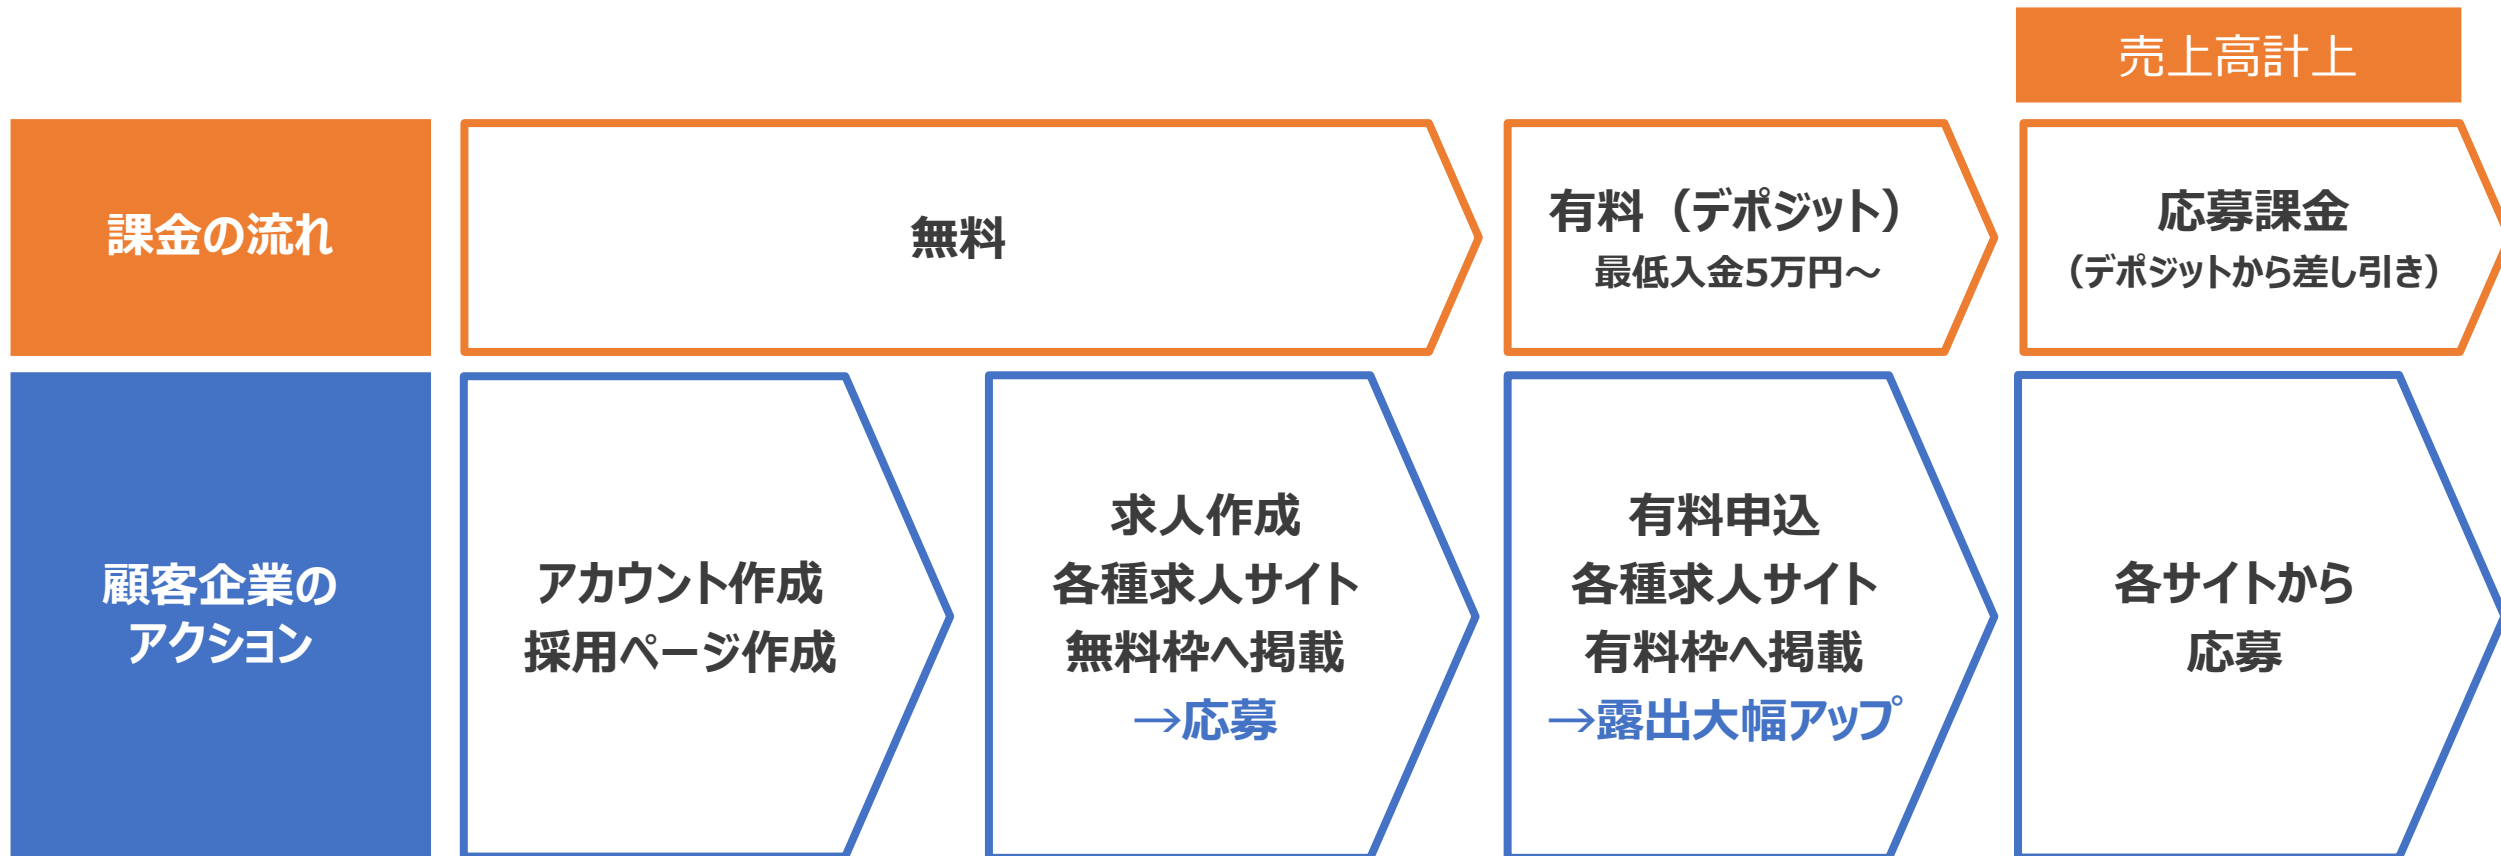 売上高計上
課金の流れ
無料
有料（デポジット）
最低入金5万円～
応募課金
（デポジットから差し引き）
顧客企業の
アクション
アカウント作成
採用ページ作成
求人作成
各種求人サイト
無料枠へ掲載
→応募
有料申込
各種求人サイト
有料枠へ掲載
→露出大幅アップ
各サイトから
応募